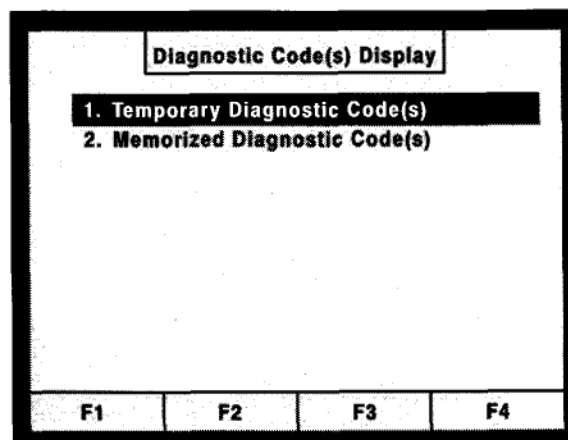 Diagnostic Code(s) Display
1. Temporary Diagnostic Code(s)
2. Memorized Diagnostic Code(s)
F1 F2 F3 F4